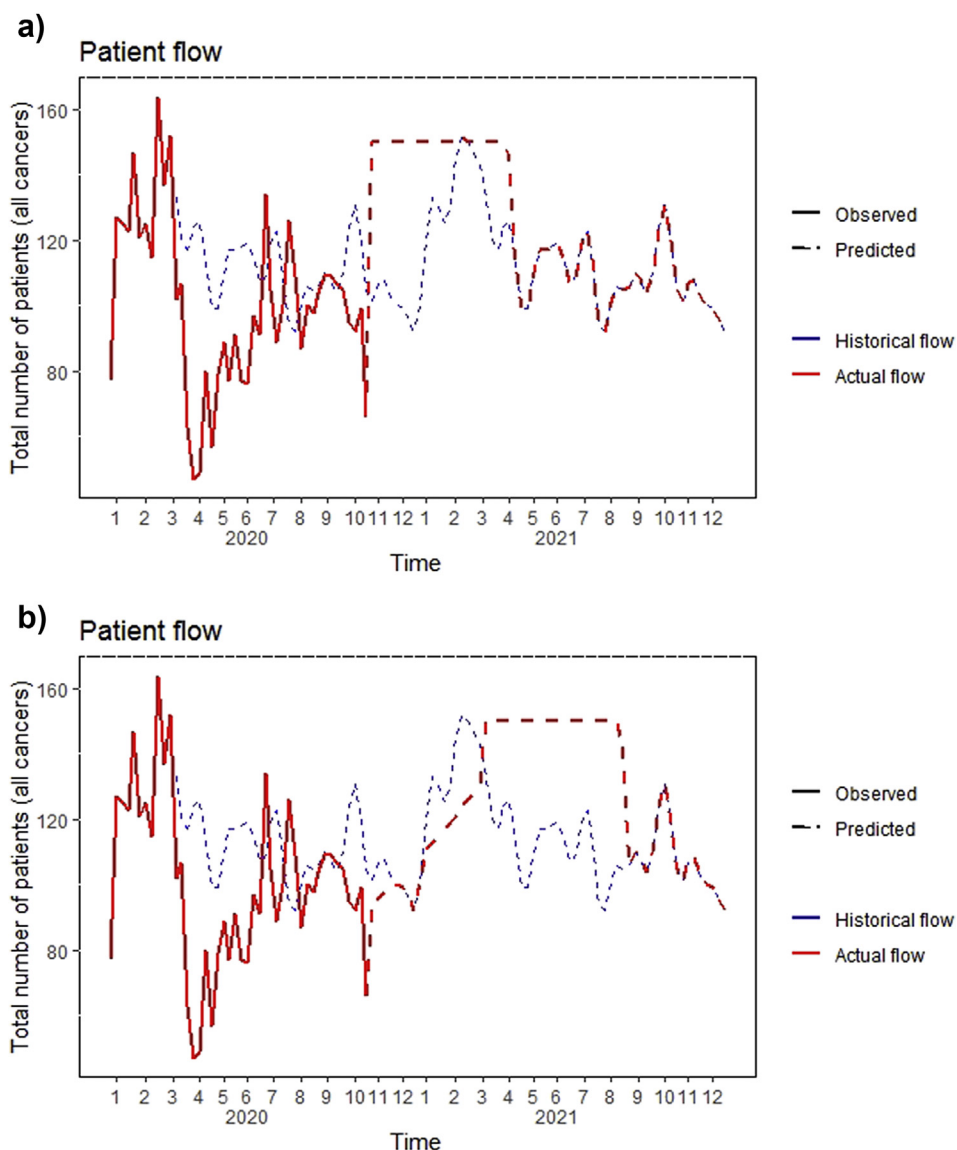 a)
Patient flow
Total number of patients (all cancers)
160
120
80
1 2 3 4 5 6 7 8 9 10 11 12 1 2 3 4 5 6 7 8 9 10 11 12
2020 2021
Time
Observed
Predicted
Historical flow
Actual flow
b)
Patient flow
Total number of patients (all cancers)
160
120
80
1 2 3 4 5 6 7 8 9 10 11 12 1 2 3 4 5 6 7 8 9 10 11 12
2020 2021
Time
Observed
Predicted
Historical flow
Actual flow